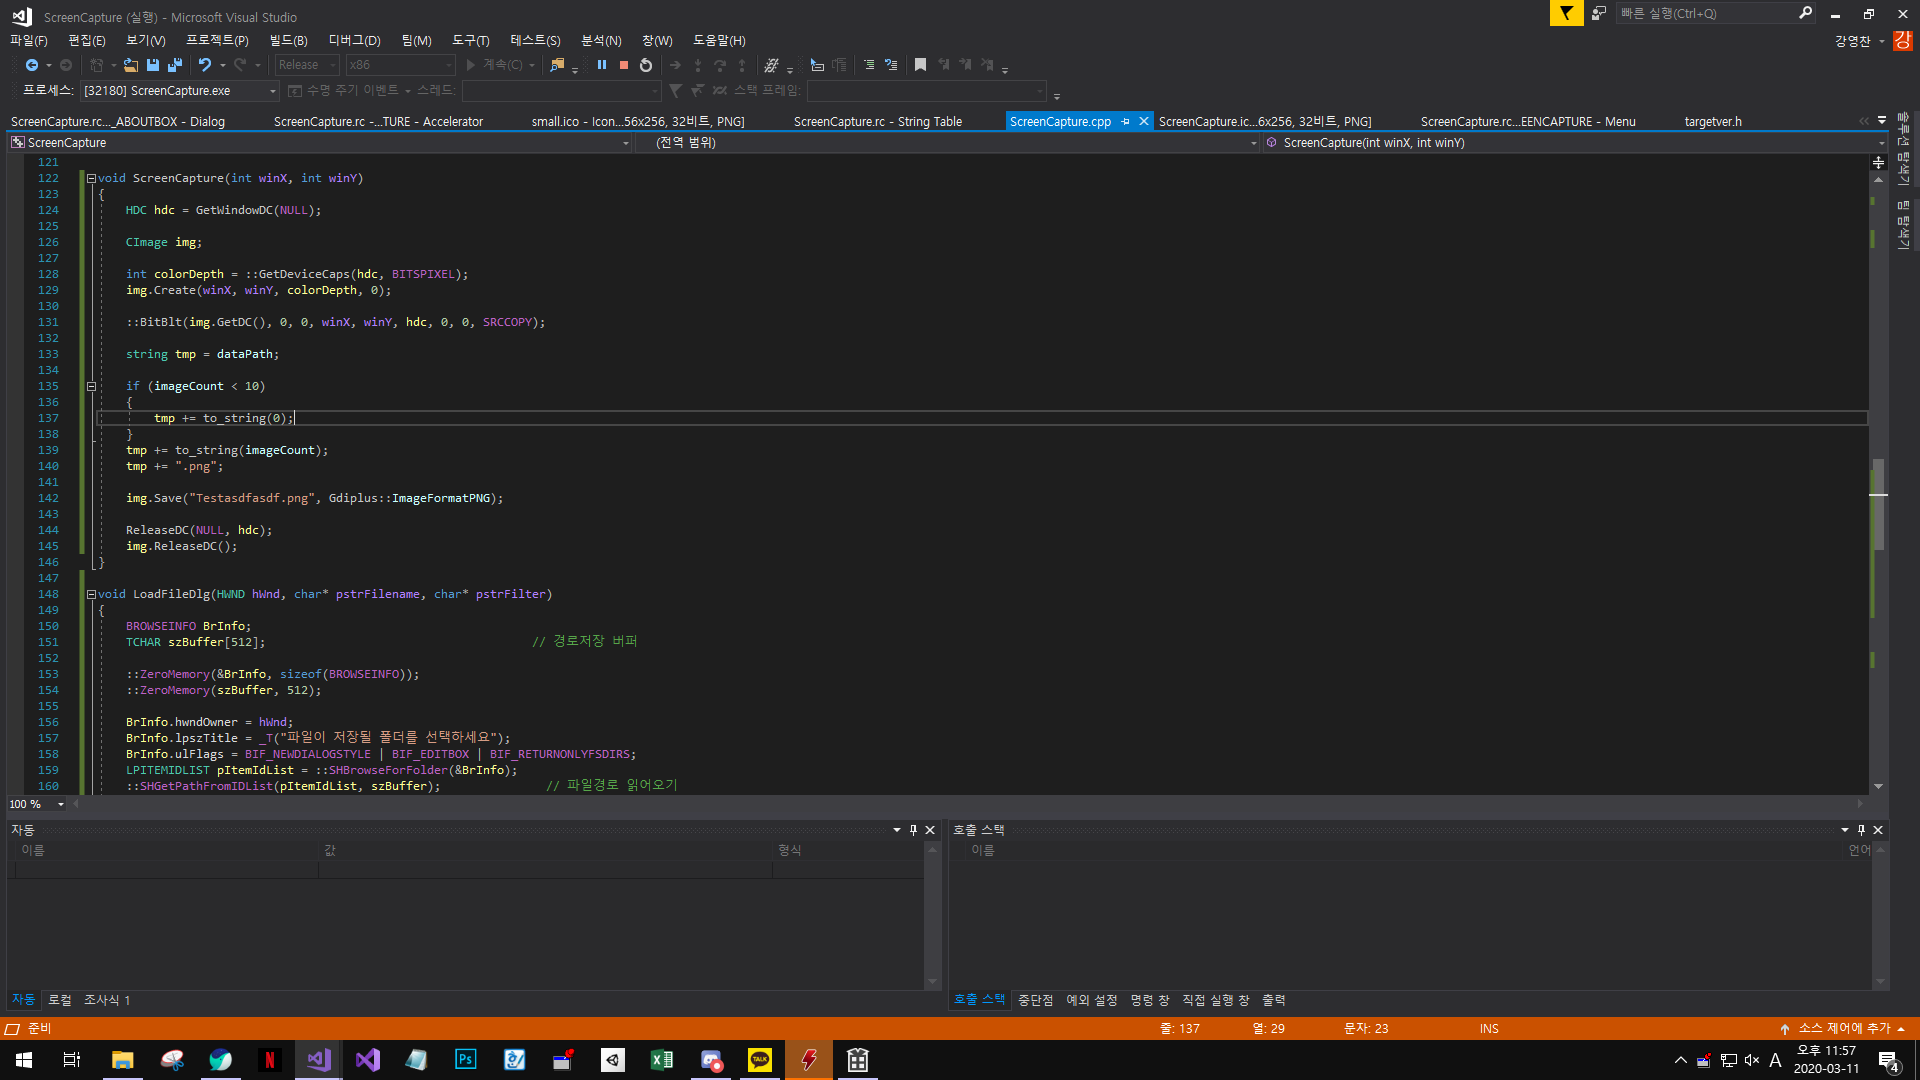 ScreenCapture (실행) - Microsoft Visual Studio
빠른 실행(Ctrl+Q)
파일(F) 편집(E) 보기(V) 프로젝트(P) 빌드(B) 디버그(D) 팀(M) 도구(T) 테스트(S) 분석(N) 창(W) 도움말(H)
강영찬 강
Release x86 계속(C)
프로세스: [32180] ScreenCapture.exe 수명 주기 이벤트 스레드: 스택 프레임:
ScreenCapture.rc..._ABOUTBOX - Dialog ScreenCapture.rc -...TURE - Accelerator small.ico - Icon...56x256, 32비트, PNG] ScreenCapture.rc - String Table ScreenCapture.cpp ScreenCapture.ic...6x256, 32비트, PNG] ScreenCapture.rc...EENCAPTURE - Menu targetver.h
솔루션 탐색기
팀 탐색기
ScreenCapture (전역 범위) ScreenCapture(int winX, int winY)
121
122 void ScreenCapture(int winX, int winY)
123 {
124 HDC hdc = GetWindowDC(NULL);
125
126 CImage img;
127
128 int colorDepth = ::GetDeviceCaps(hdc, BITSPIXEL);
129 img.Create(winX, winY, colorDepth, 0);
130
131 ::BitBlt(img.GetDC(), 0, 0, winX, winY, hdc, 0, 0, SRCCOPY);
132
133 string tmp = dataPath;
134
135 if (imageCount < 10)
136 {
137 tmp += to_string(0);
138 }
139 tmp += to_string(imageCount);
140 tmp += ".png";
141
142 img.Save("Testasdfasdf.png", Gdiplus::ImageFormatPNG);
143
144 ReleaseDC(NULL, hdc);
145 img.ReleaseDC();
146 }
147
148 void LoadFileDlg(HWND hWnd, char* pstrFilename, char* pstrFilter)
149 {
150 BROWSEINFO BrInfo;
151 TCHAR szBuffer[512]; // 경로저장 버퍼
152
153 ::ZeroMemory(&BrInfo, sizeof(BROWSEINFO));
154 ::ZeroMemory(szBuffer, 512);
155
156 BrInfo.hwndOwner = hWnd;
157 BrInfo.lpszTitle = _T("파일이 저장될 폴더를 선택하세요");
158 BrInfo.ulFlags = BIF_NEWDIALOGSTYLE | BIF_EDITBOX | BIF_RETURNONLYFSDIRS;
159 LPITEMIDLIST pItemIdList = ::SHBrowseForFolder(&BrInfo);
160 ::SHGetPathFromIDList(pItemIdList, szBuffer); // 파일경로 읽어오기
100 %
자동
이름 값 형식
호출 스택
이름 언어
자동 로컬 조사식 1
호출 스택 중단점 예외 설정 명령 창 직접 실행 창 출력
준비 줄: 137 열: 29 문자: 23 INS 소스 제어에 추가
N Ps TALK
A 오후 11:57
2020-03-11
4